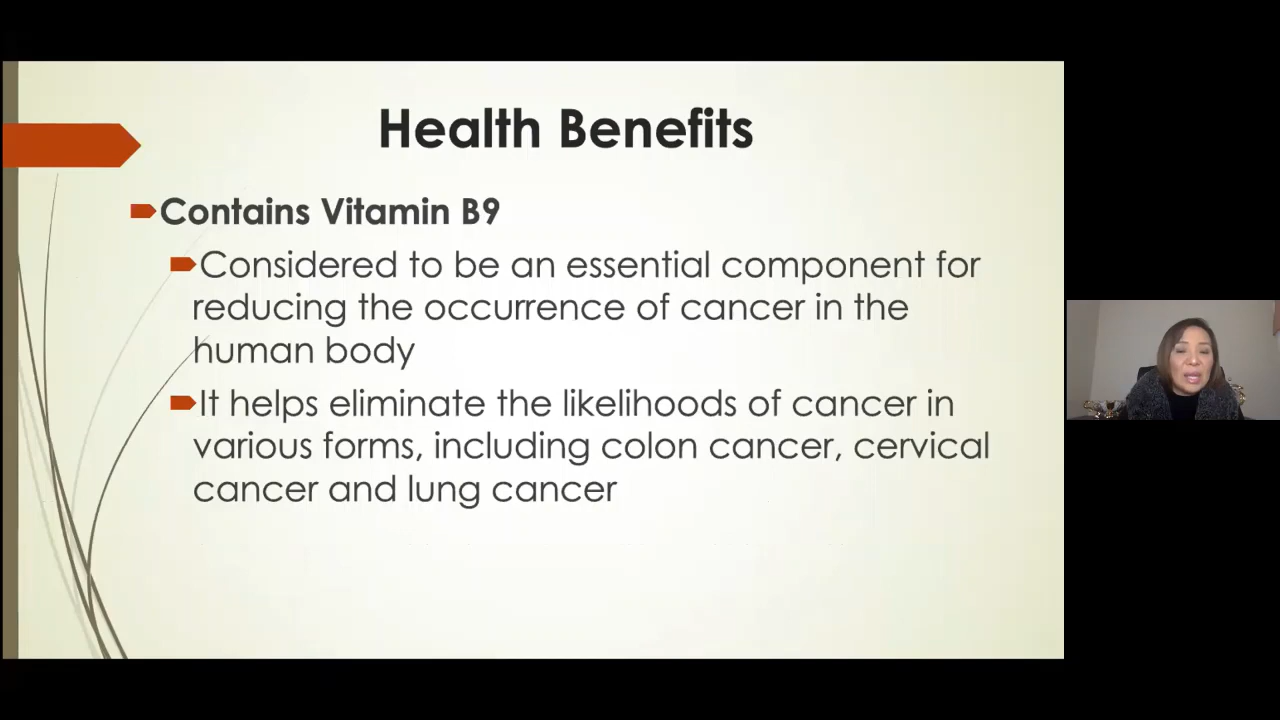 Health Benefits
Contains Vitamin B9
Considered to be an essential component for
reducing the occurrence of cancer in the
human body
It helps eliminate the likelihoods of cancer in
various forms, including colon cancer, cervical
cancer and lung cancer